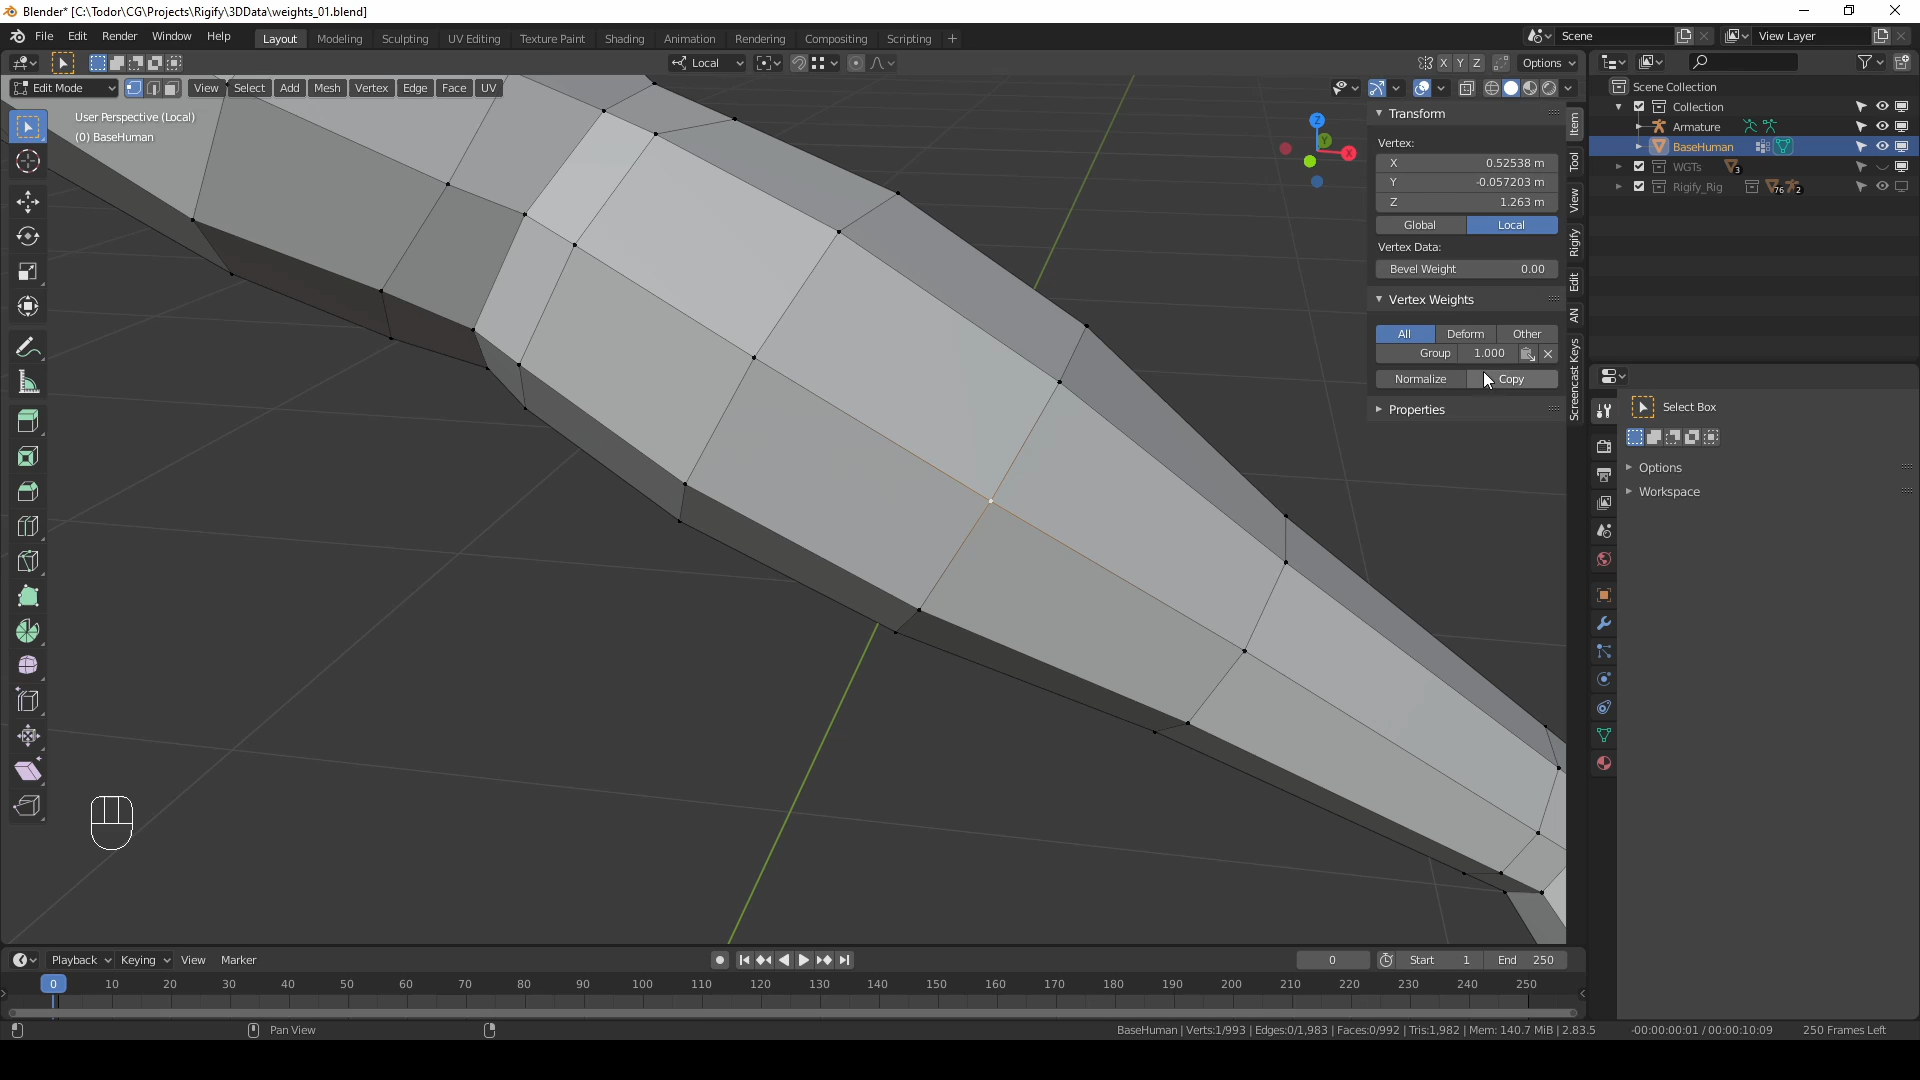 Blender* [C:\Todor\CG\Projects\Rigify\3DData\weights_01.blend]
File Edit Render Window Help Layout Modeling Sculpting UV Editing Texture Paint Shading Animation Rendering Compositing Scripting + Scene View Layer
Local X Y Z Options
Edit Mode View Select Add Mesh Vertex Edge Face UV
User Perspective (Local)
(0) BaseHuman
Z
X
Transform
Vertex:
X 0.52538 m
Y -0.057203 m
Z 1.263 m
Global Local
Vertex Data:
Bevel Weight 0.00
Vertex Weights
All Deform Other
Group 1.000
Normalize Copy
Properties
Item
Tool
View
Rigify
Edit
AN
Screencast Keys
Scene Collection
Collection
Armature
BaseHuman
WGTs 3
Rigify_Rig 76 2
Select Box
Options
Workspace
Playback Keying View Marker 0 Start 1 End 250
0 10 20 30 40 50 60 70 80 90 100 110 120 130 140 150 160 170 180 190 200 210 220 230 240 250
Pan View BaseHuman | Verts:1/993 | Edges:0/1,983 | Faces:0/992 | Tris:1,982 | Mem: 140.7 MiB | 2.83.5 -00:00:00:01 / 00:00:10:09 250 Frames Left